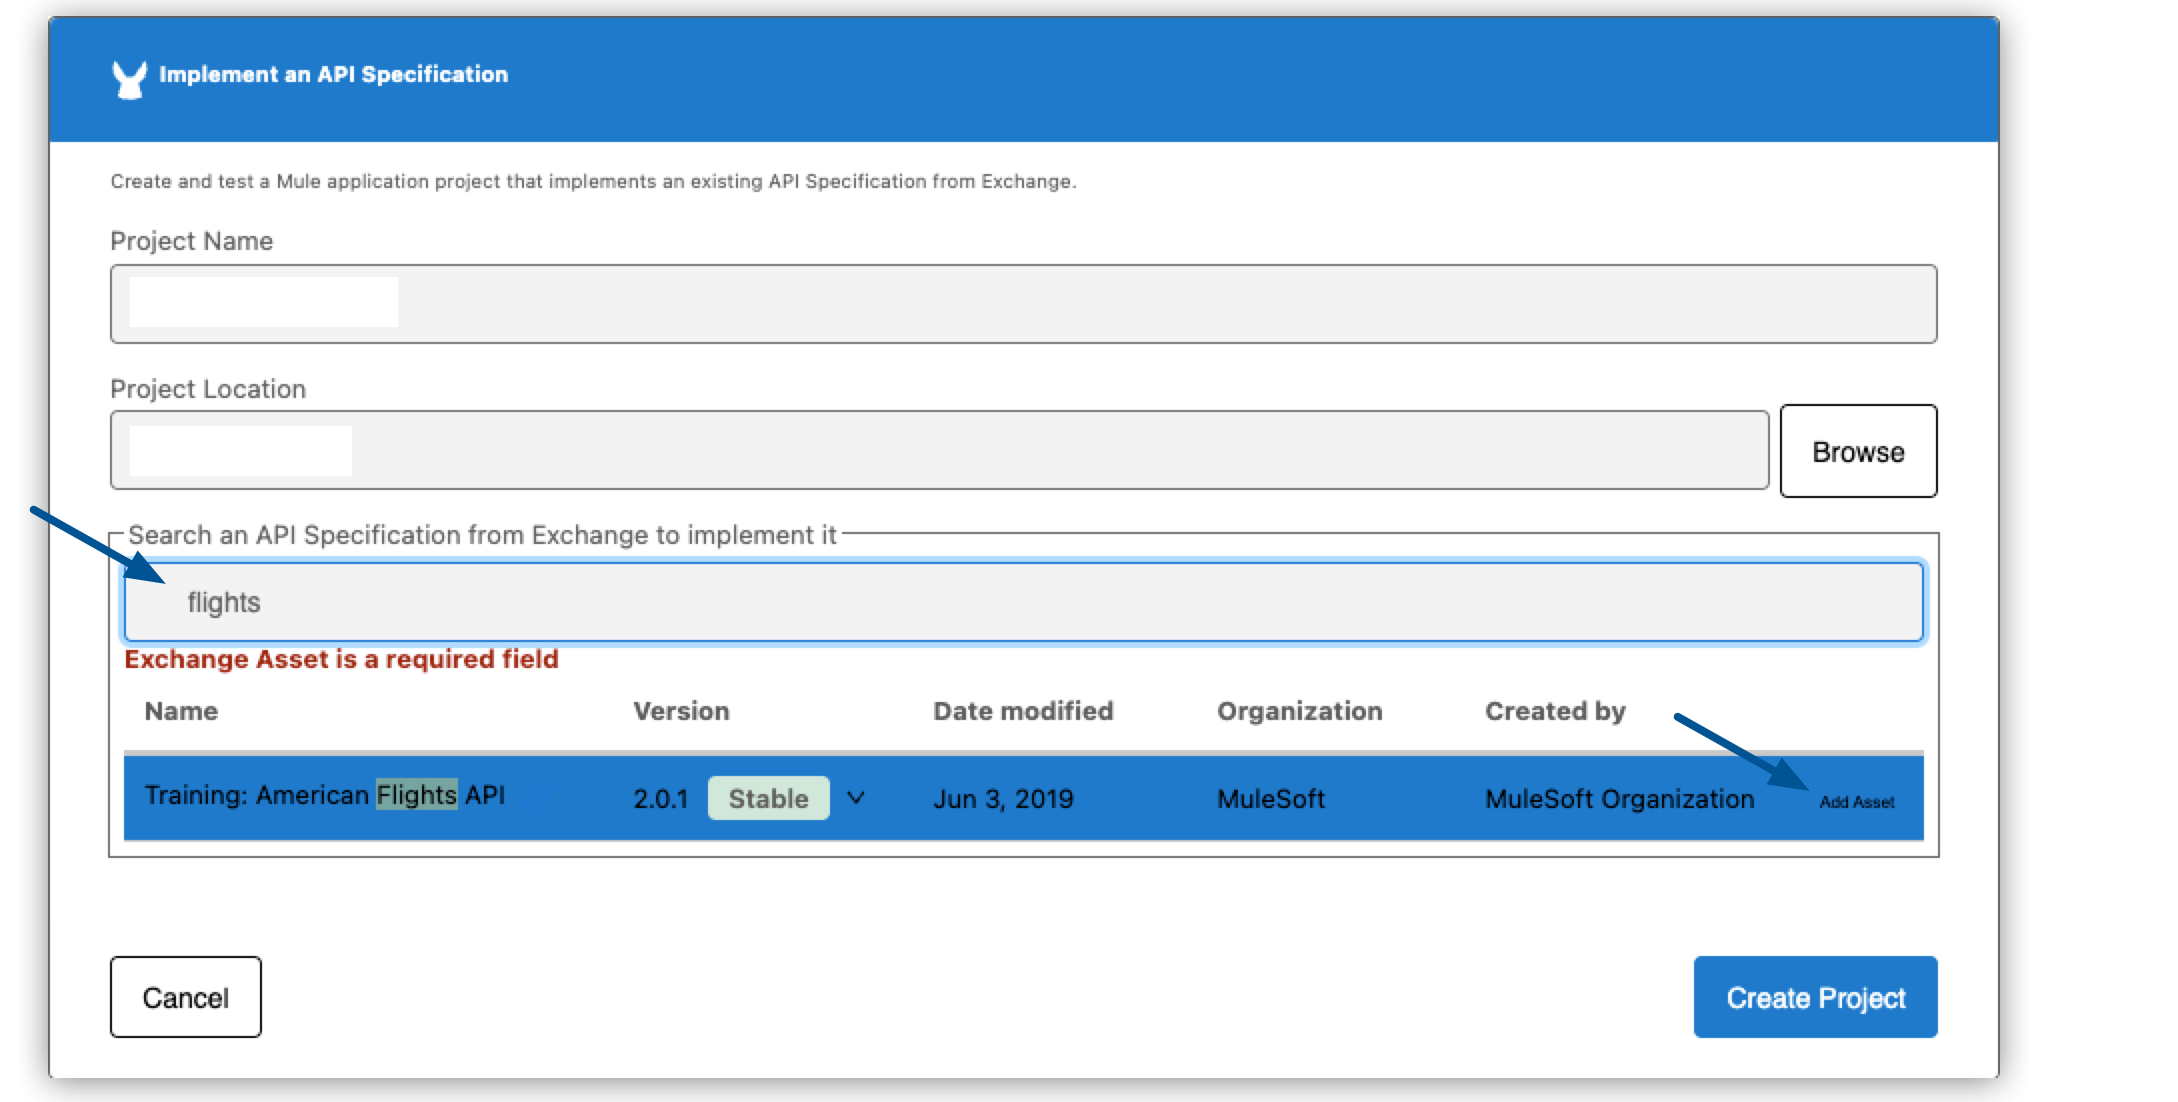 Implement an API Specification
Create and test a Mule application project that implements an existing API Specification from Exchange.
Project Name
Project Location
Browse
Search an API Specification from Exchange to implement it
flights
Exchange Asset is a required field
Name Version Date modified Organization Created by
Training: American Flights API 2.0.1 Stable Jun 3, 2019 MuleSoft MuleSoft Organization Add Asset
Cancel Create Project